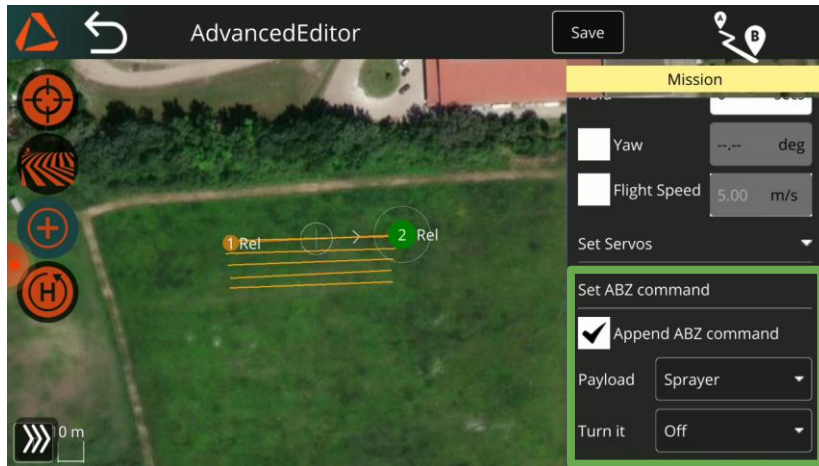 AdvancedEditor
Save
A
B
Mission
Yaw
--,-- deg
Flight Speed
5.00 m/s
Set Servos
1 Rel
2 Rel
H
Set ABZ command
Append ABZ command
Payload
Sprayer
Turn it
Off
0 m